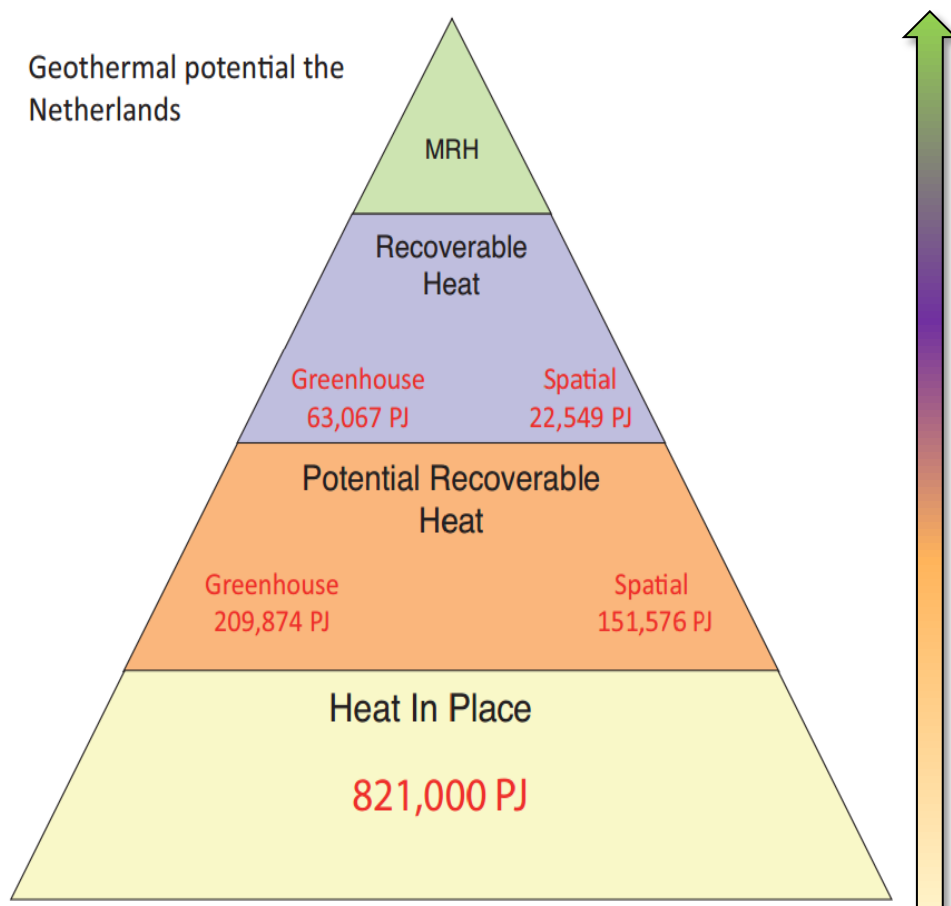 Geothermal potential the
Netherlands
MRH
Recoverable
Heat
Greenhouse
63,067 PJ
Spatial
22,549 PJ
Potential Recoverable
Heat
Greenhouse
209,874 PJ
Spatial
151,576 PJ
Heat In Place
821,000 PJ